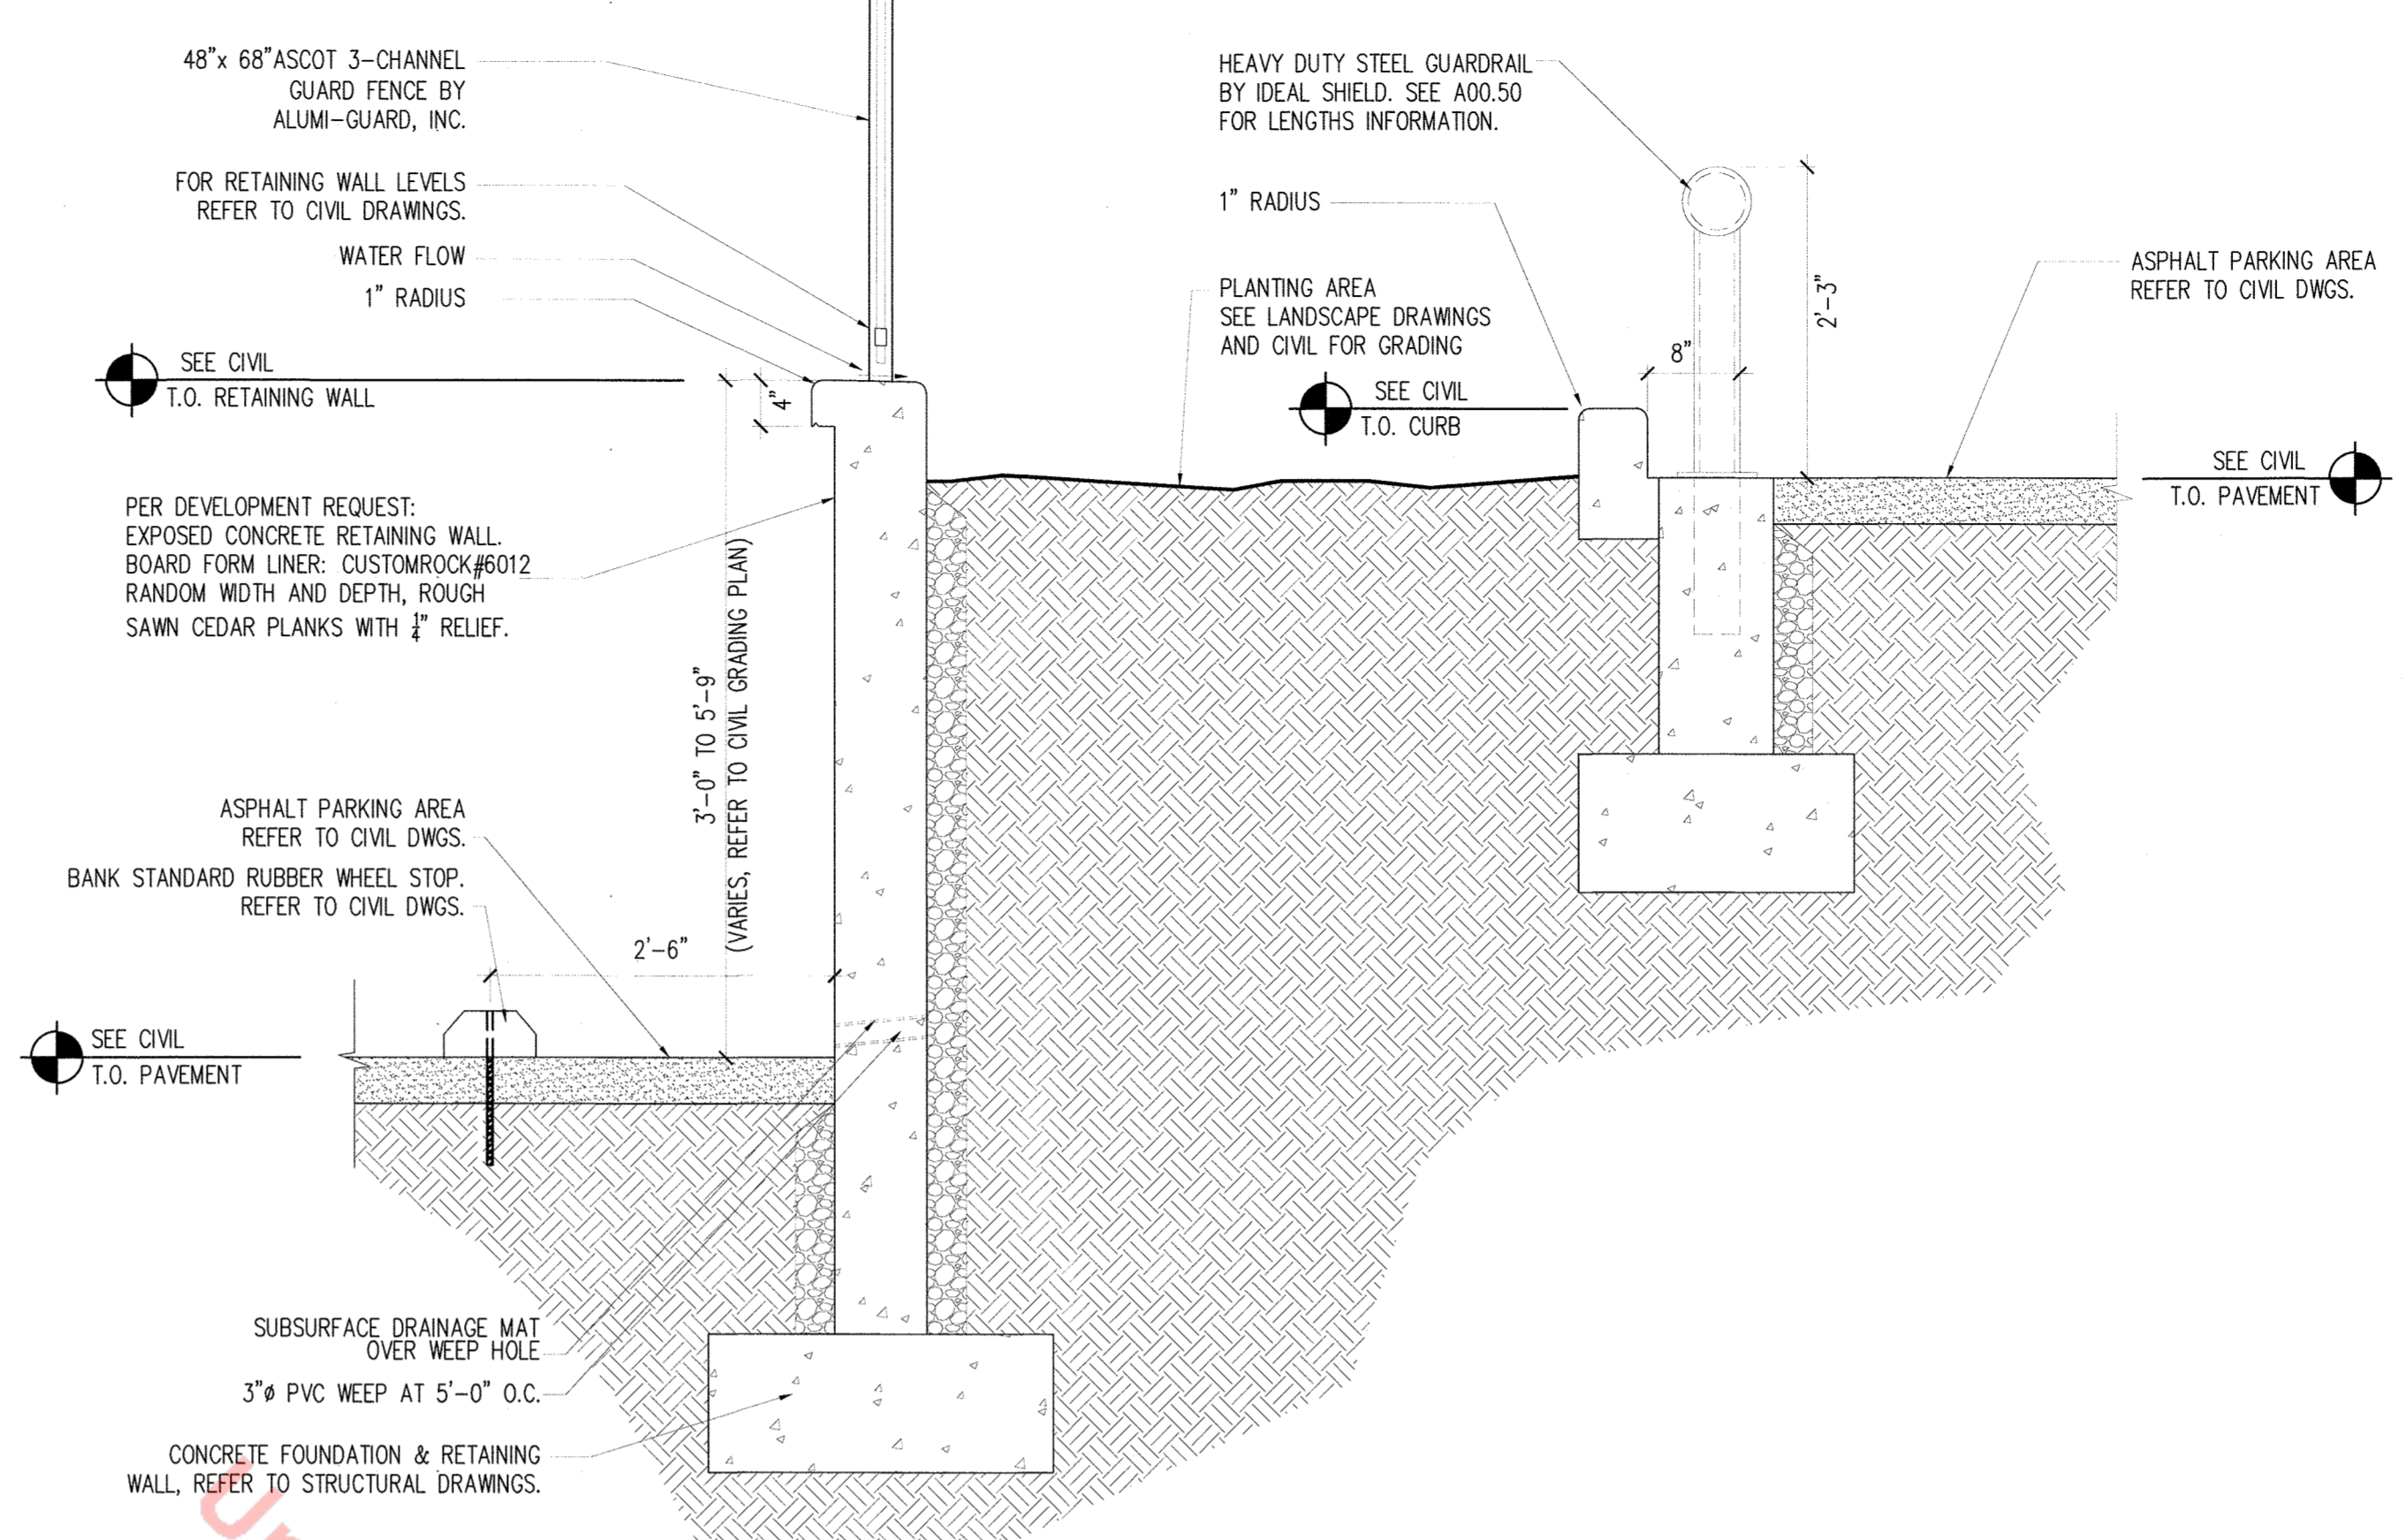 48"x 68"ASCOT 3-CHANNEL
GUARD FENCE BY
ALUMI-GUARD, INC.
FOR RETAINING WALL LEVELS
REFER TO CIVIL DRAWINGS.
WATER FLOW
1" RADIUS
SEE CIVIL
T.O. RETAINING WALL
4"
PER DEVELOPMENT REQUEST:
EXPOSED CONCRETE RETAINING WALL.
BOARD FORM LINER: CUSTOMROCK#6012
RANDOM WIDTH AND DEPTH, ROUGH
SAWN CEDAR PLANKS WITH 1/4" RELIEF.
3'-0" TO 5'-9"
(VARIES, REFER TO CIVIL GRADING PLAN)
ASPHALT PARKING AREA
REFER TO CIVIL DWGS.
BANK STANDARD RUBBER WHEEL STOP.
REFER TO CIVIL DWGS.
2'-6"
SEE CIVIL
T.O. PAVEMENT
SUBSURFACE DRAINAGE MAT
OVER WEEP HOLE
3"ø PVC WEEP AT 5'-0" O.C.
CONCRETE FOUNDATION & RETAINING
WALL, REFER TO STRUCTURAL DRAWINGS.
HEAVY DUTY STEEL GUARDRAIL
BY IDEAL SHIELD. SEE A00.50
FOR LENGTHS INFORMATION.
1" RADIUS
PLANTING AREA
SEE LANDSCAPE DRAWINGS
AND CIVIL FOR GRADING
SEE CIVIL
T.O. CURB
8"
2'-3"
ASPHALT PARKING AREA
REFER TO CIVIL DWGS.
SEE CIVIL
T.O. PAVEMENT